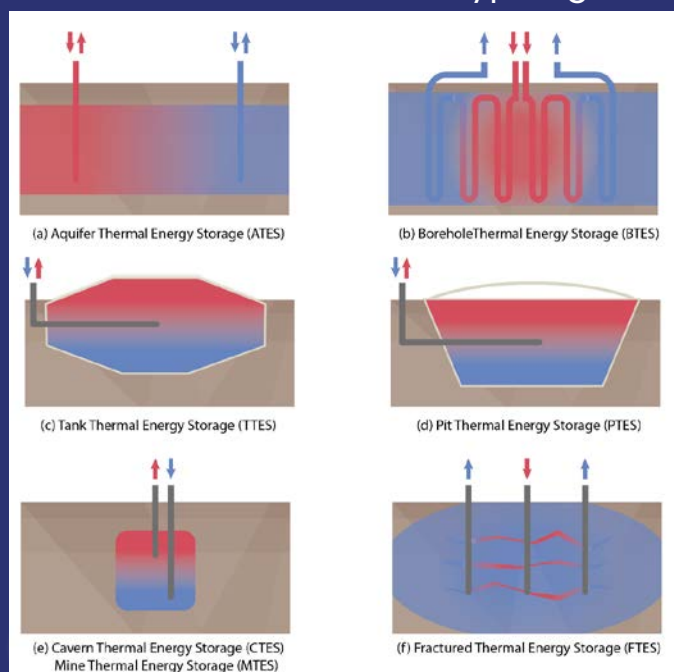 (a) Aquifer Thermal Energy Storage (ATES)
(b) BoreholeThermal Energy Storage (BTES)
(c) Tank Thermal Energy Storage (TTES)
(d) Pit Thermal Energy Storage (PTES)
(e) Cavern Thermal Energy Storage (CTES)
Mine Thermal Energy Storage (MTES)
(f) Fractured Thermal Energy Storage (FTES)